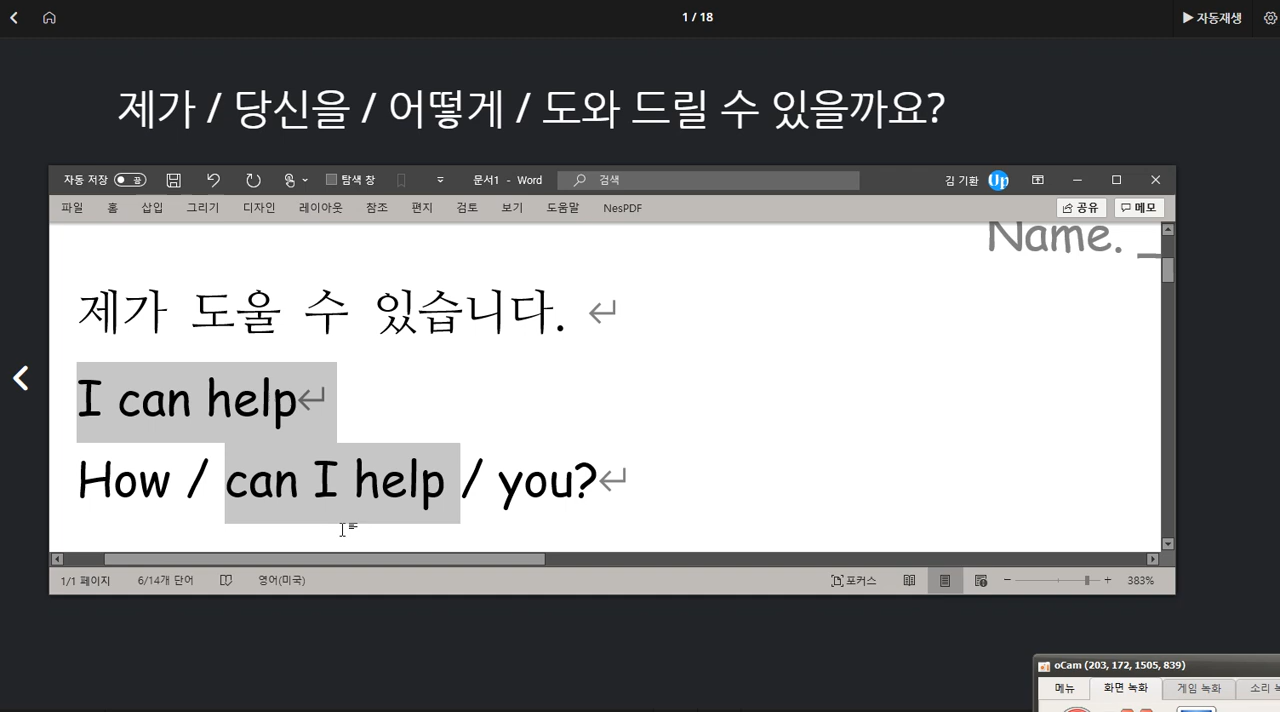 1 / 18
▶ 자동재생
제가 / 당신을 / 어떻게 / 도와 드릴 수 있을까요?
자동 저장 끔 탐색 창 문서1 - Word 검색 김 기환 Up
파일 홈 삽입 그리기 디자인 레이아웃 참조 편지 검토 보기 도움말 NesPDF 공유 메모
Name. _
제가 도울 수 있습니다. ↵
I can help↵
How / can I help / you?↵
1/1 페이지 6/14개 단어 영어(미국) 포커스 − + 383%
oCam (203, 172, 1505, 839)
메뉴 화면 녹화 게임 녹화 소리